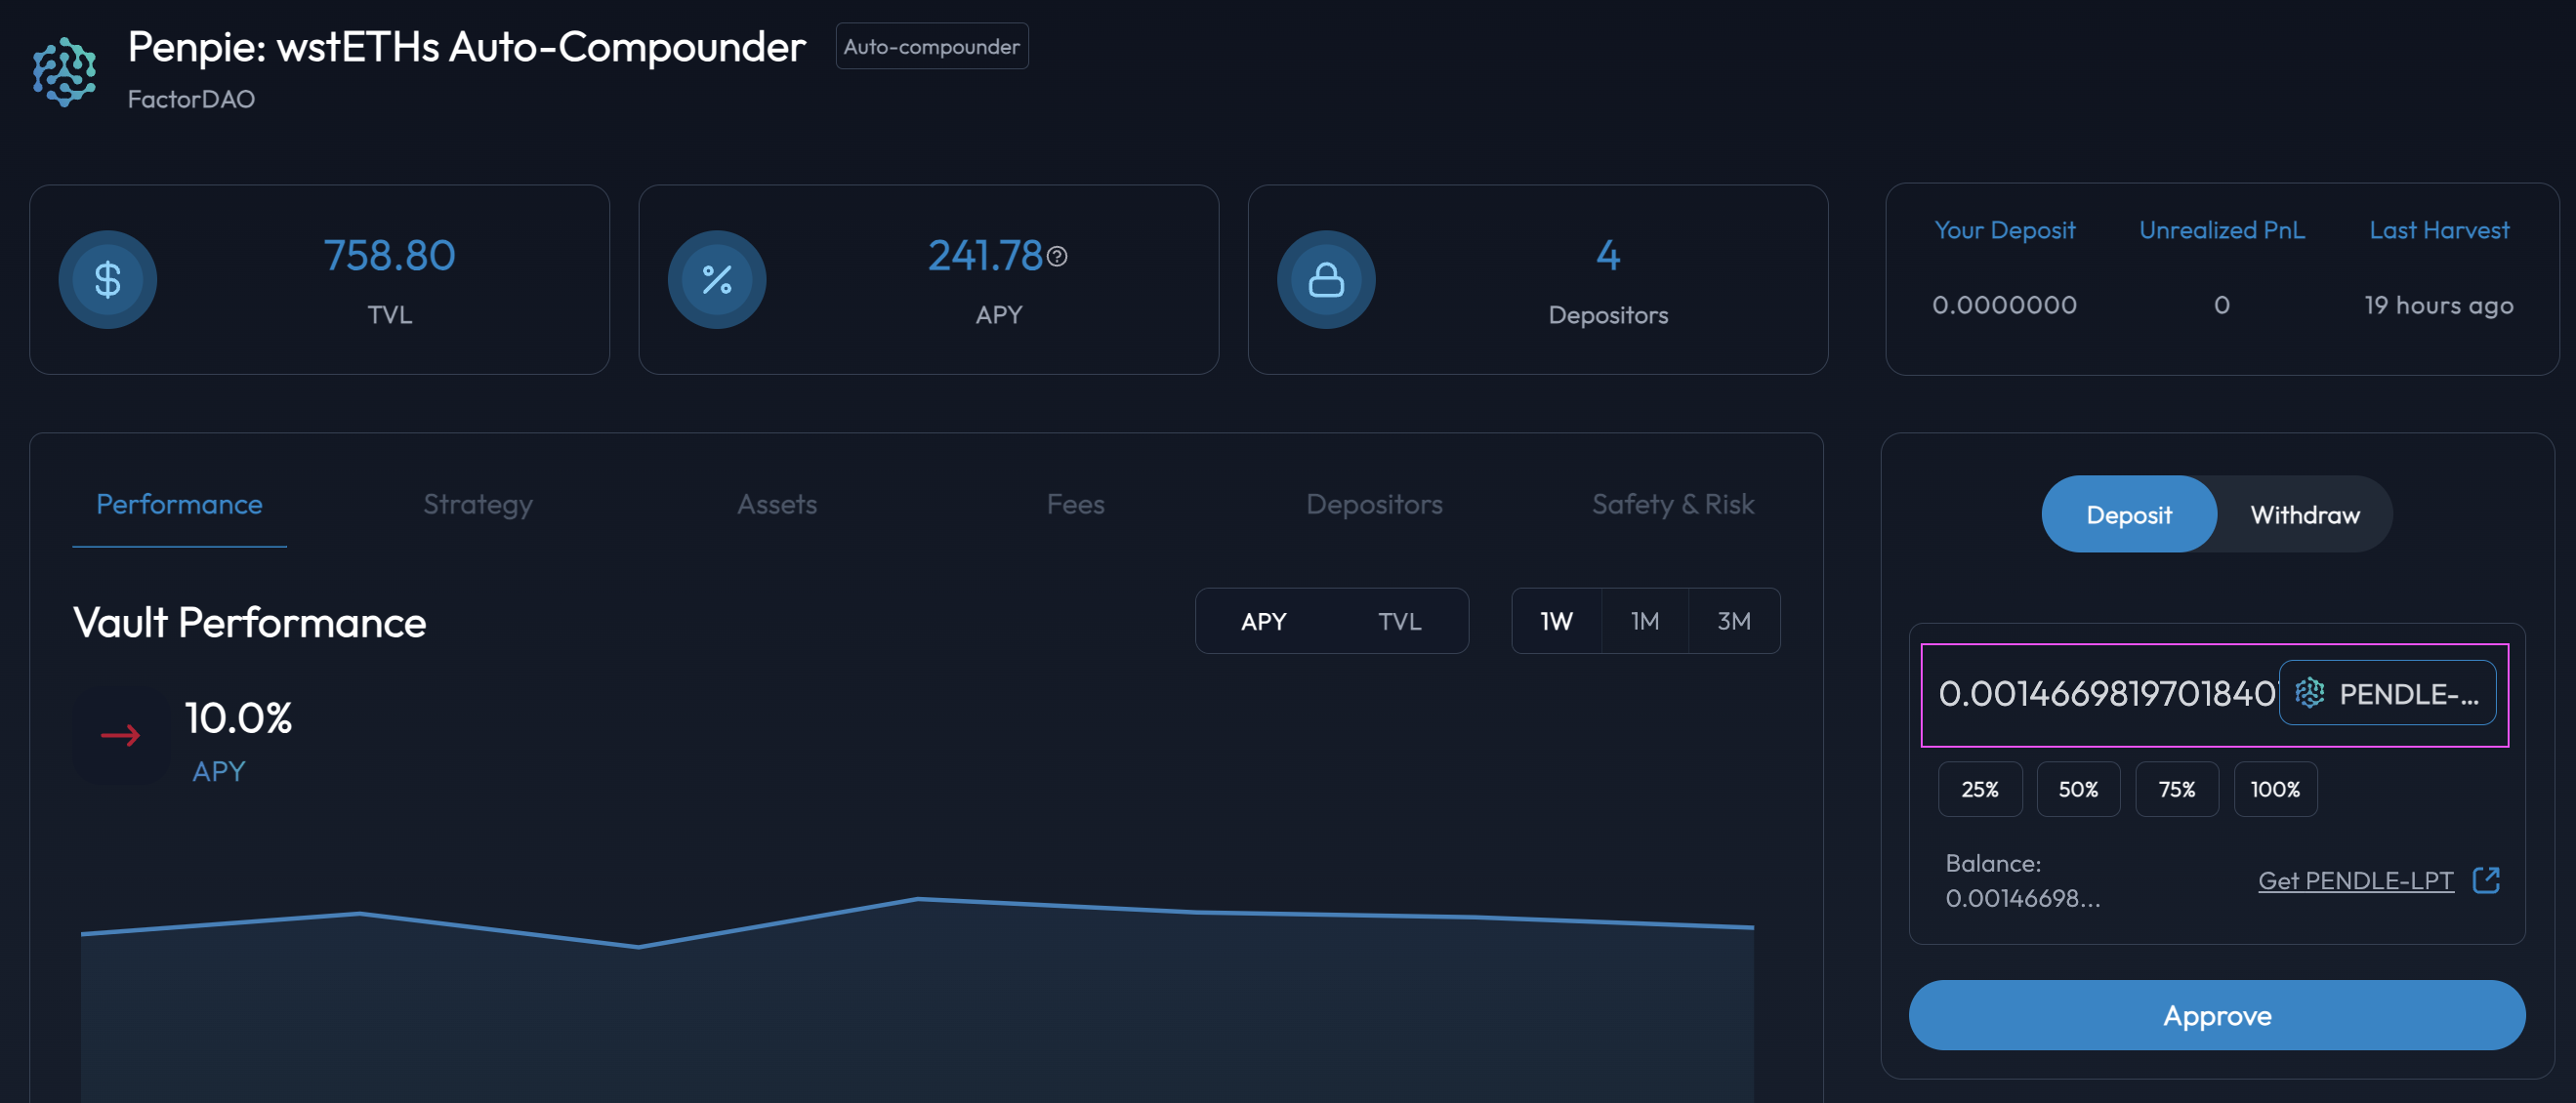 Penpie: wstETHs Auto-Compounder
Auto-compounder
FactorDAO
758.80
TVL
241.78
APY
4
Depositors
Your Deposit
Unrealized PnL
Last Harvest
0.0000000
0
19 hours ago
Performance
Strategy
Assets
Fees
Depositors
Safety & Risk
Vault Performance
APY
TVL
1W
1M
3M
10.0%
APY
Deposit
Withdraw
0.0014669819701840
PENDLE-...
25%
50%
75%
100%
Balance:
0.00146698...
Get PENDLE-LPT
Approve